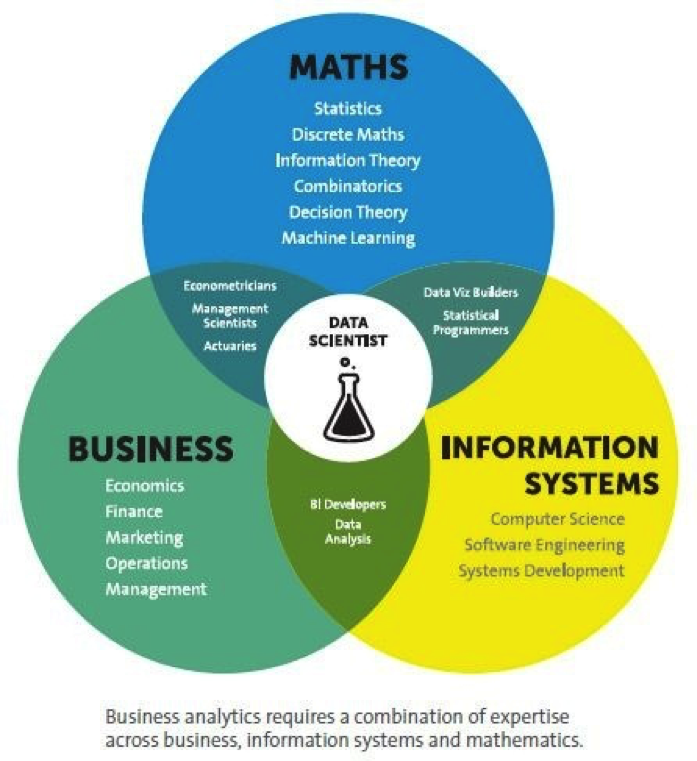 MATHS
Statistics
Discrete Maths
Information Theory
Combinatorics
Decision Theory
Machine Learning
Econometricians
Management
Scientists
Actuaries
Data Viz Builders
Statistical
Programmers
DATA
SCIENTIST
BUSINESS
Economics
Finance
Marketing
Operations
Management
INFORMATION
SYSTEMS
Computer Science
Software Engineering
Systems Development
BI Developers
Data
Analysis
Business analytics requires a combination of expertise
across business, information systems and mathematics.